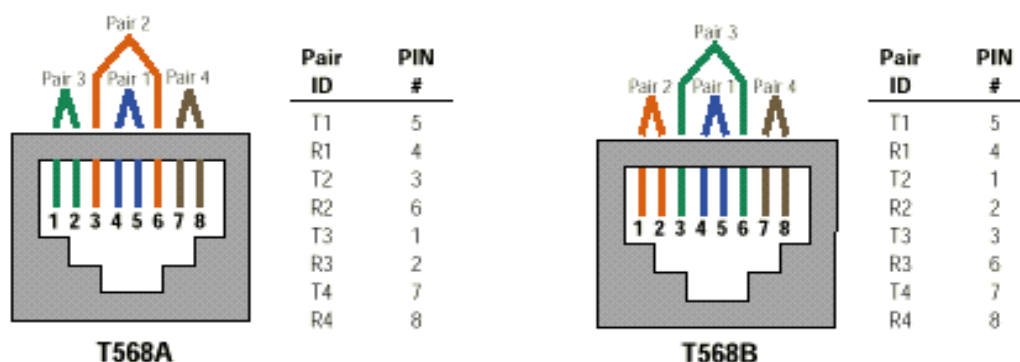 Pair 2
Pair 3 Pair 1 Pair 4
1 2 3 4 5 6 7 8
T568A
Pair PIN
ID #
T1 5
R1 4
T2 3
R2 6
T3 1
R3 2
T4 7
R4 8
Pair 3
Pair 2 Pair 1 Pair 4
1 2 3 4 5 6 7 8
T568B
Pair PIN
ID #
T1 5
R1 4
T2 1
R2 2
T3 3
R3 6
T4 7
R4 8